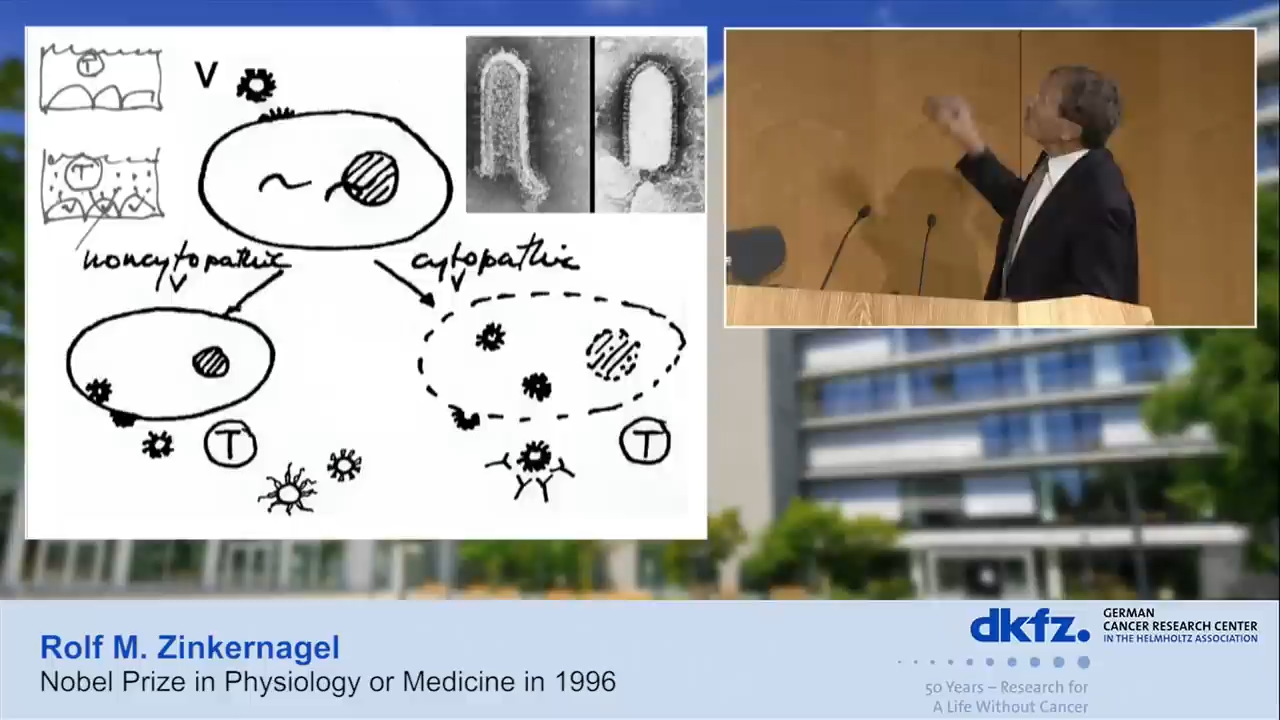 T
V
T
noncytopathic
V
cytopathic
V
T
T
Rolf M. Zinkernagel
Nobel Prize in Physiology or Medicine in 1996
dkfz.
GERMAN
CANCER RESEARCH CENTER
IN THE HELMHOLTZ ASSOCIATION
50 Years – Research for
A Life Without Cancer